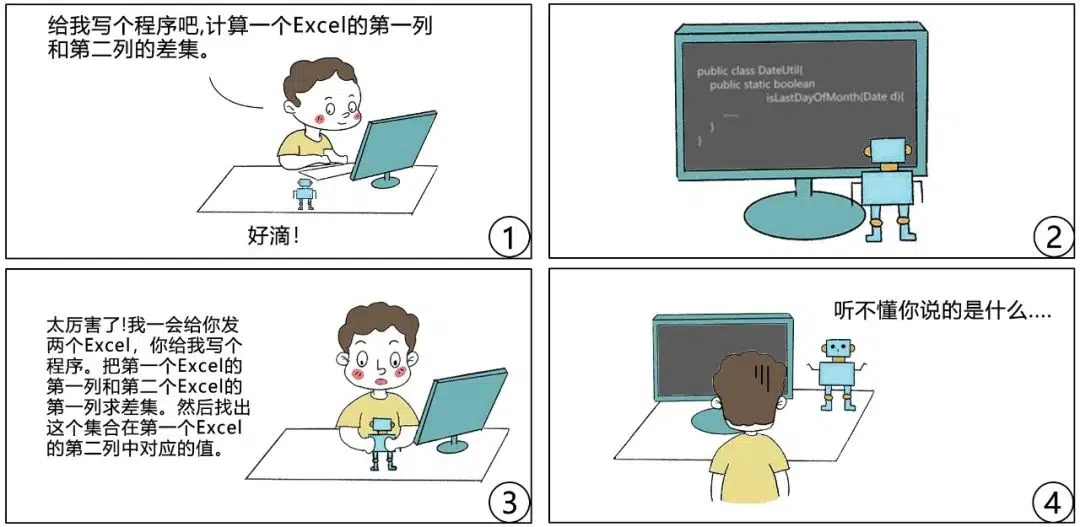 给我写个程序吧,计算一个Excel的第一列
和第二列的差集。
好滴！
①
public class DateUtil{
public static boolean
isLastDayOfMonth(Date d){
......
}
}
②
太厉害了!我一会给你发
两个Excel，你给我写个
程序。把第一个Excel的
第一列和第二个Excel的
第一列求差集。然后找出
这个集合在第一个Excel
的第二列中对应的值。
③
听不懂你说的是什么....
④